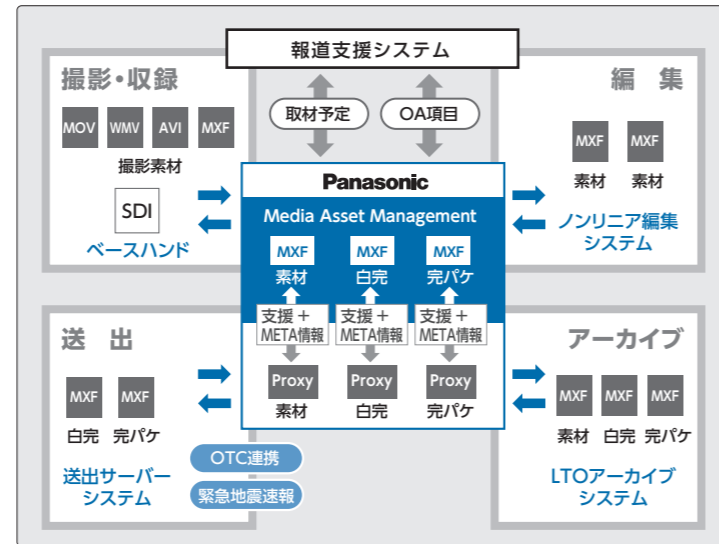 報道支援システム
撮影・収録
MOV WMV AVI MXF
撮影素材
SDI
ベースハンド
取材予定 OA項目
編 集
MXF MXF
素材 素材
ノンリニア編集
システム
Panasonic
Media Asset Management
MXF MXF MXF
素材 白完 完パケ
支援+ 支援+ 支援+
META情報 META情報 META情報
Proxy Proxy Proxy
素材 白完 完パケ
送 出
MXF MXF
白完 完パケ
送出サーバー
システム
OTC連携
緊急地震速報
アーカイブ
MXF MXF MXF
素材 白完 完パケ
LTOアーカイブ
システム